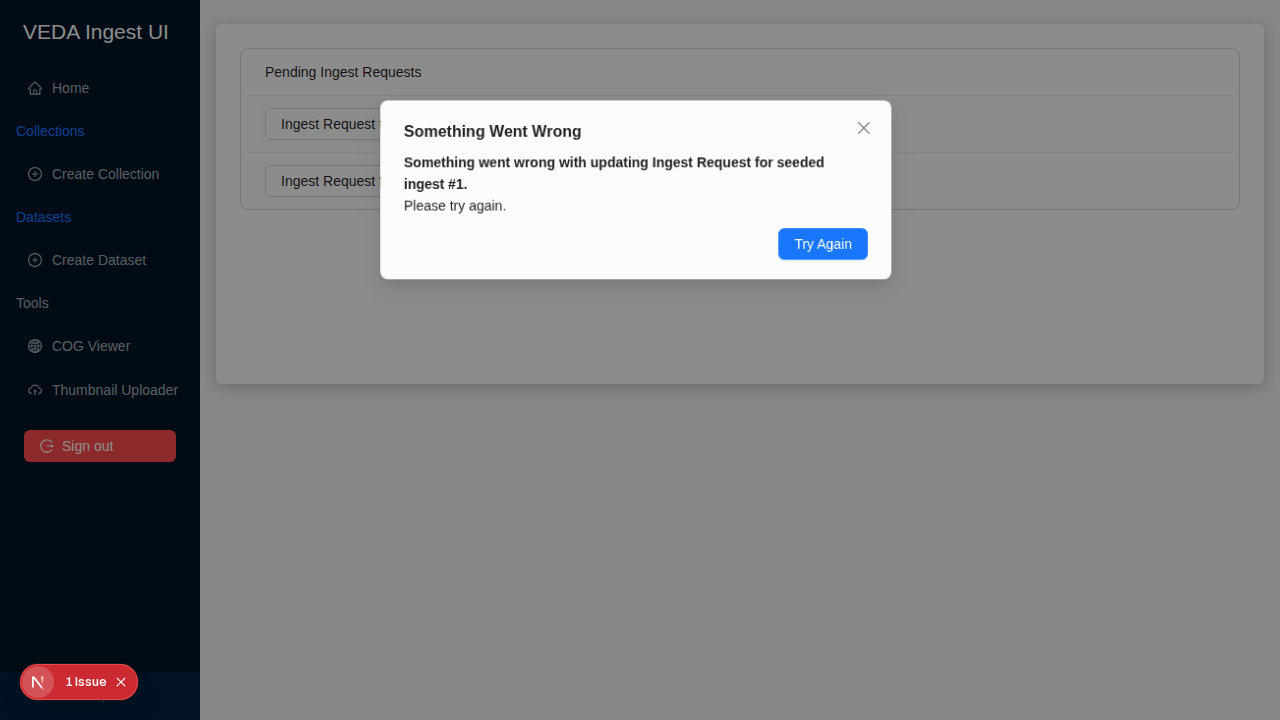 VEDA Ingest UI
Home
Collections
Create Collection
Datasets
Create Dataset
Tools
COG Viewer
Thumbnail Uploader
Sign out
1 Issue
Pending Ingest Requests
Ingest Request
Ingest Request
Something Went Wrong
Something went wrong with updating Ingest Request for seeded
ingest #1.
Please try again.
Try Again